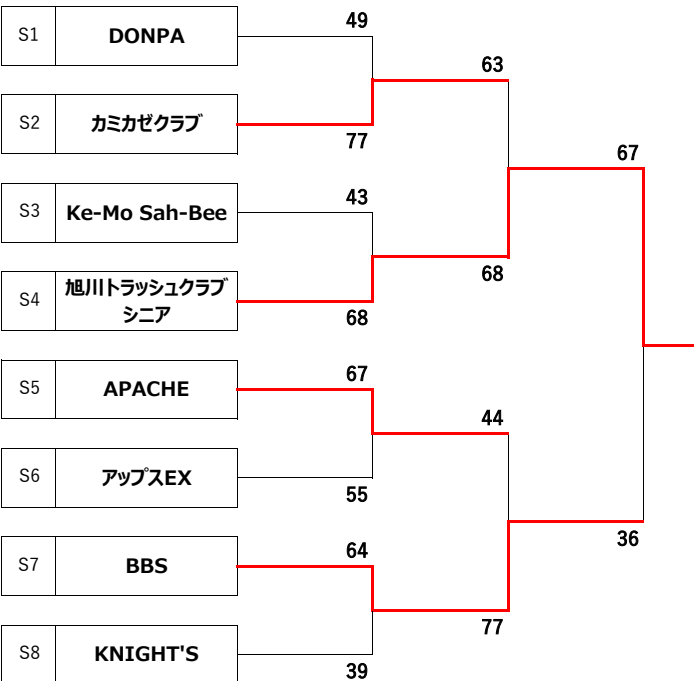 49
S1 DONPA
63
S2 カミカゼクラブ
77
67
43
S3 Ke-Mo Sah-Bee
68
S4 旭川トラッシュクラブ
シニア
68
67
S5 APACHE
44
S6 アップスEX
55
36
64
S7 BBS
77
S8 KNIGHT'S
39